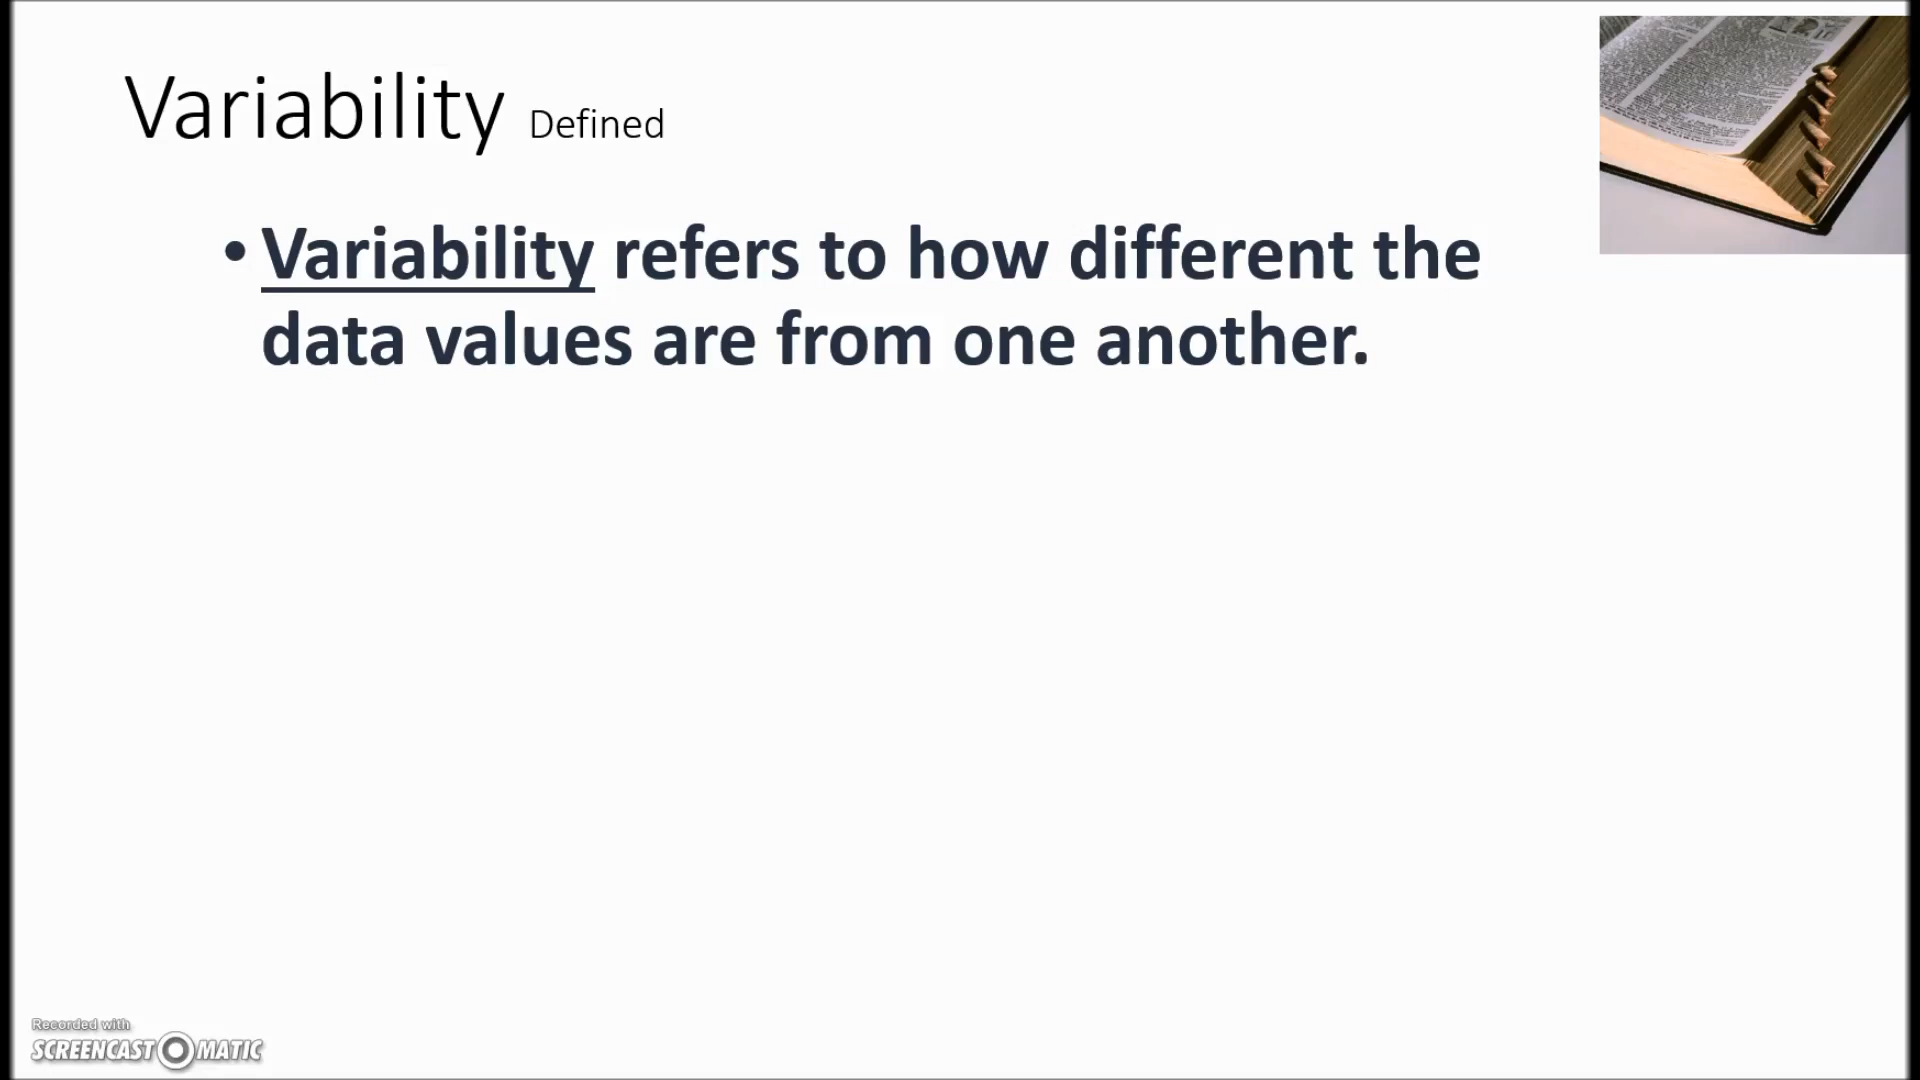 Variability Defined
• Variability refers to how different the
data values are from one another.
Recorded with
SCREENCAST MATIC